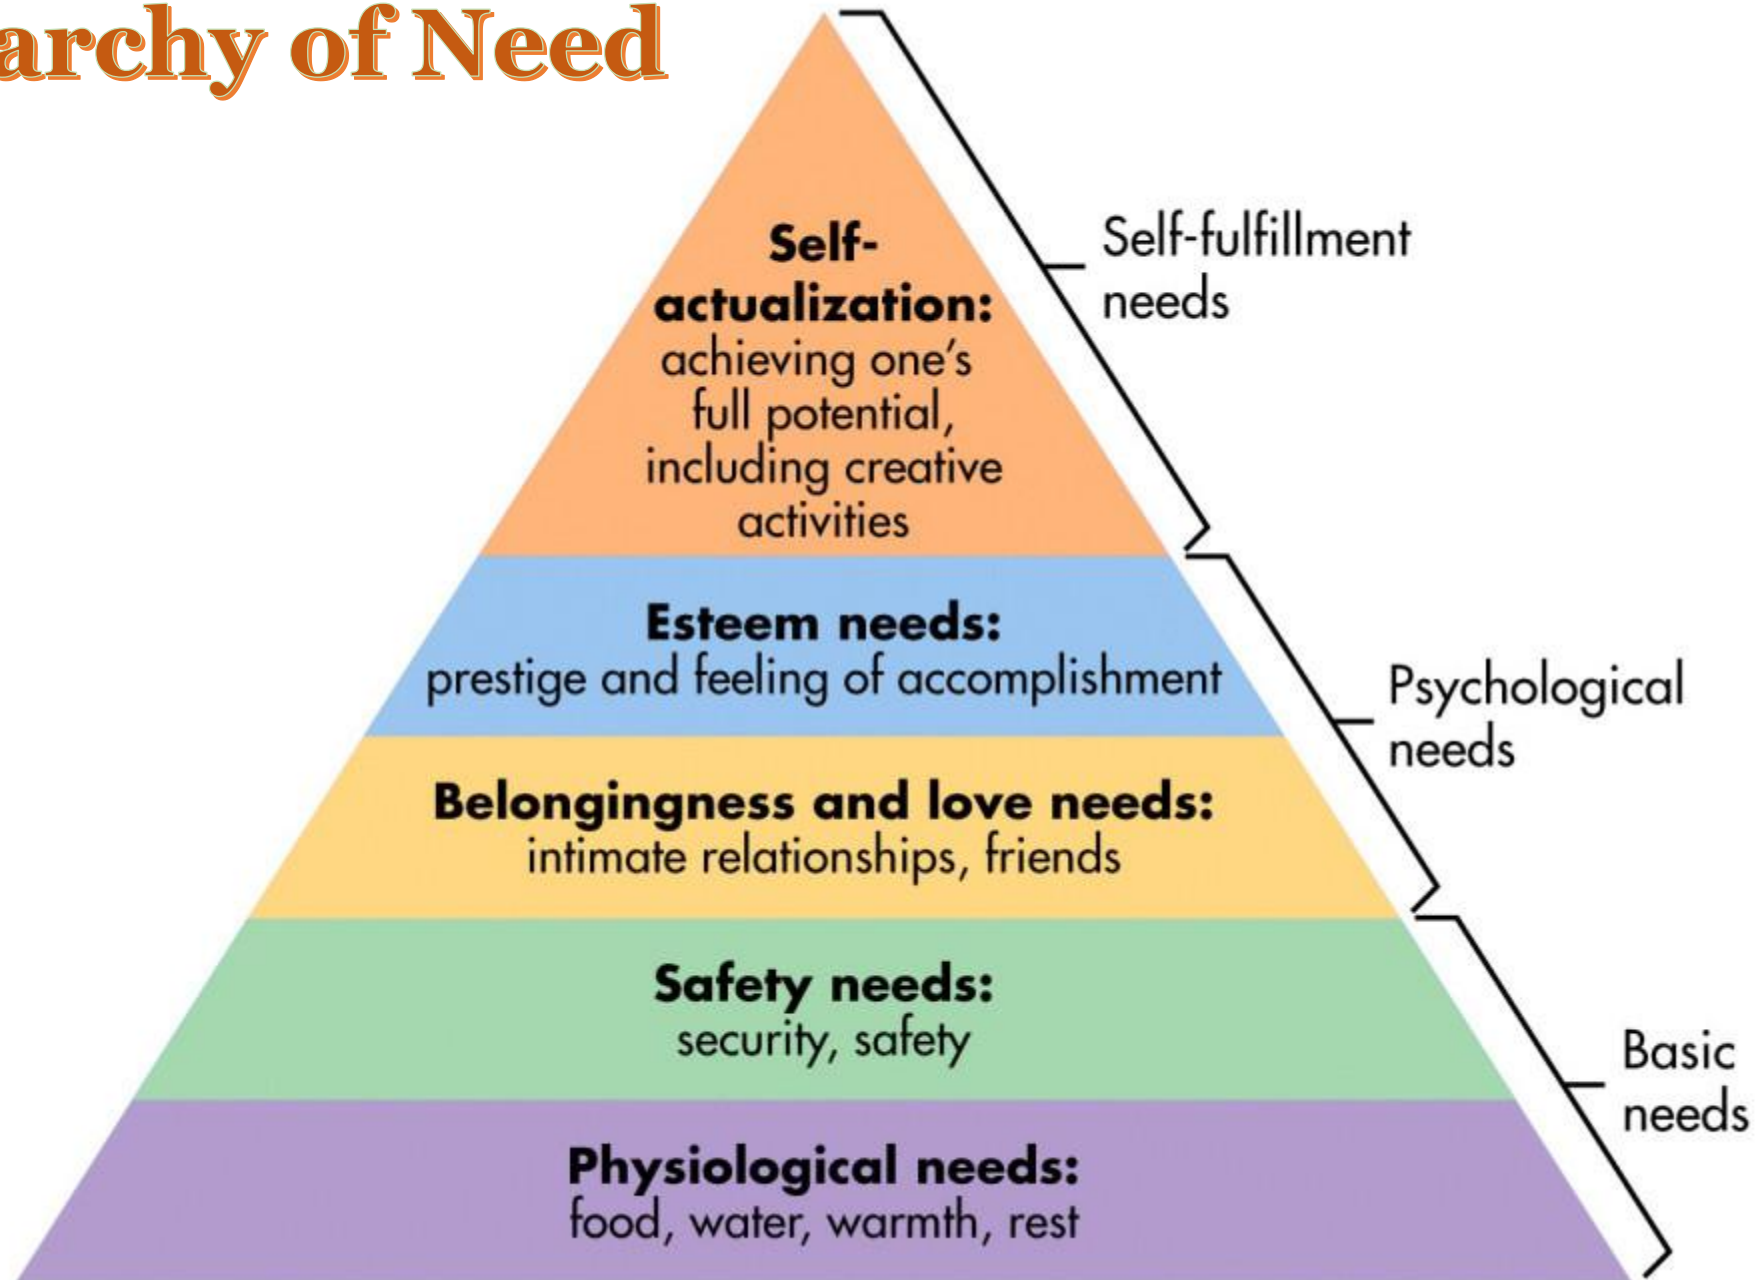 archy of Need
Self-
actualization:
achieving one's
full potential,
including creative
activities
Self-fulfillment
needs
Esteem needs:
prestige and feeling of accomplishment
Psychological
needs
Belongingness and love needs:
intimate relationships, friends
Safety needs:
security, safety
Basic
needs
Physiological needs:
food, water, warmth, rest